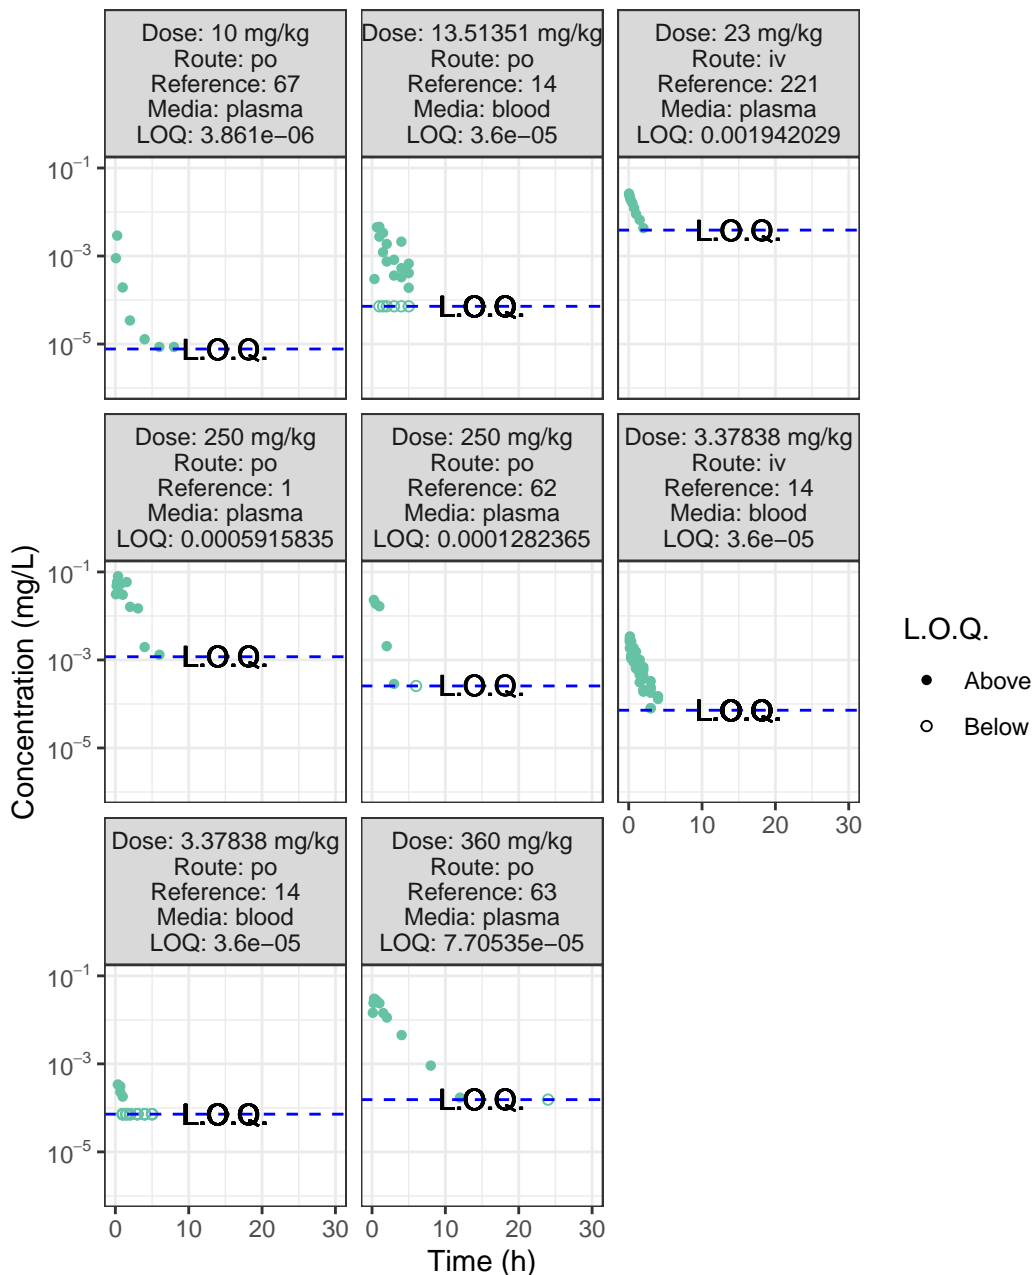 Dose: 10 mg/kg
Route: po
Reference: 67
Media: plasma
LOQ: 3.861e−06
Dose: 13.51351 mg/kg
Route: po
Reference: 14
Media: blood
LOQ: 3.6e−05
Dose: 23 mg/kg
Route: iv
Reference: 221
Media: plasma
LOQ: 0.001942029
10−1
10−3
10−5
L.O.Q.
L.O.Q.
L.O.Q.
Dose: 250 mg/kg
Route: po
Reference: 1
Media: plasma
LOQ: 0.0005915835
Dose: 250 mg/kg
Route: po
Reference: 62
Media: plasma
LOQ: 0.0001282365
Dose: 3.37838 mg/kg
Route: iv
Reference: 14
Media: blood
LOQ: 3.6e−05
Concentration (mg/L)
10−1
10−3
10−5
L.O.Q.
L.O.Q.
L.O.Q.
0 10 20 30
Dose: 3.37838 mg/kg
Route: po
Reference: 14
Media: blood
LOQ: 3.6e−05
Dose: 360 mg/kg
Route: po
Reference: 63
Media: plasma
LOQ: 7.70535e−05
10−1
10−3
10−5
L.O.Q.
L.O.Q.
0 10 20 30
0 10 20 30
Time (h)
L.O.Q.
Above
Below